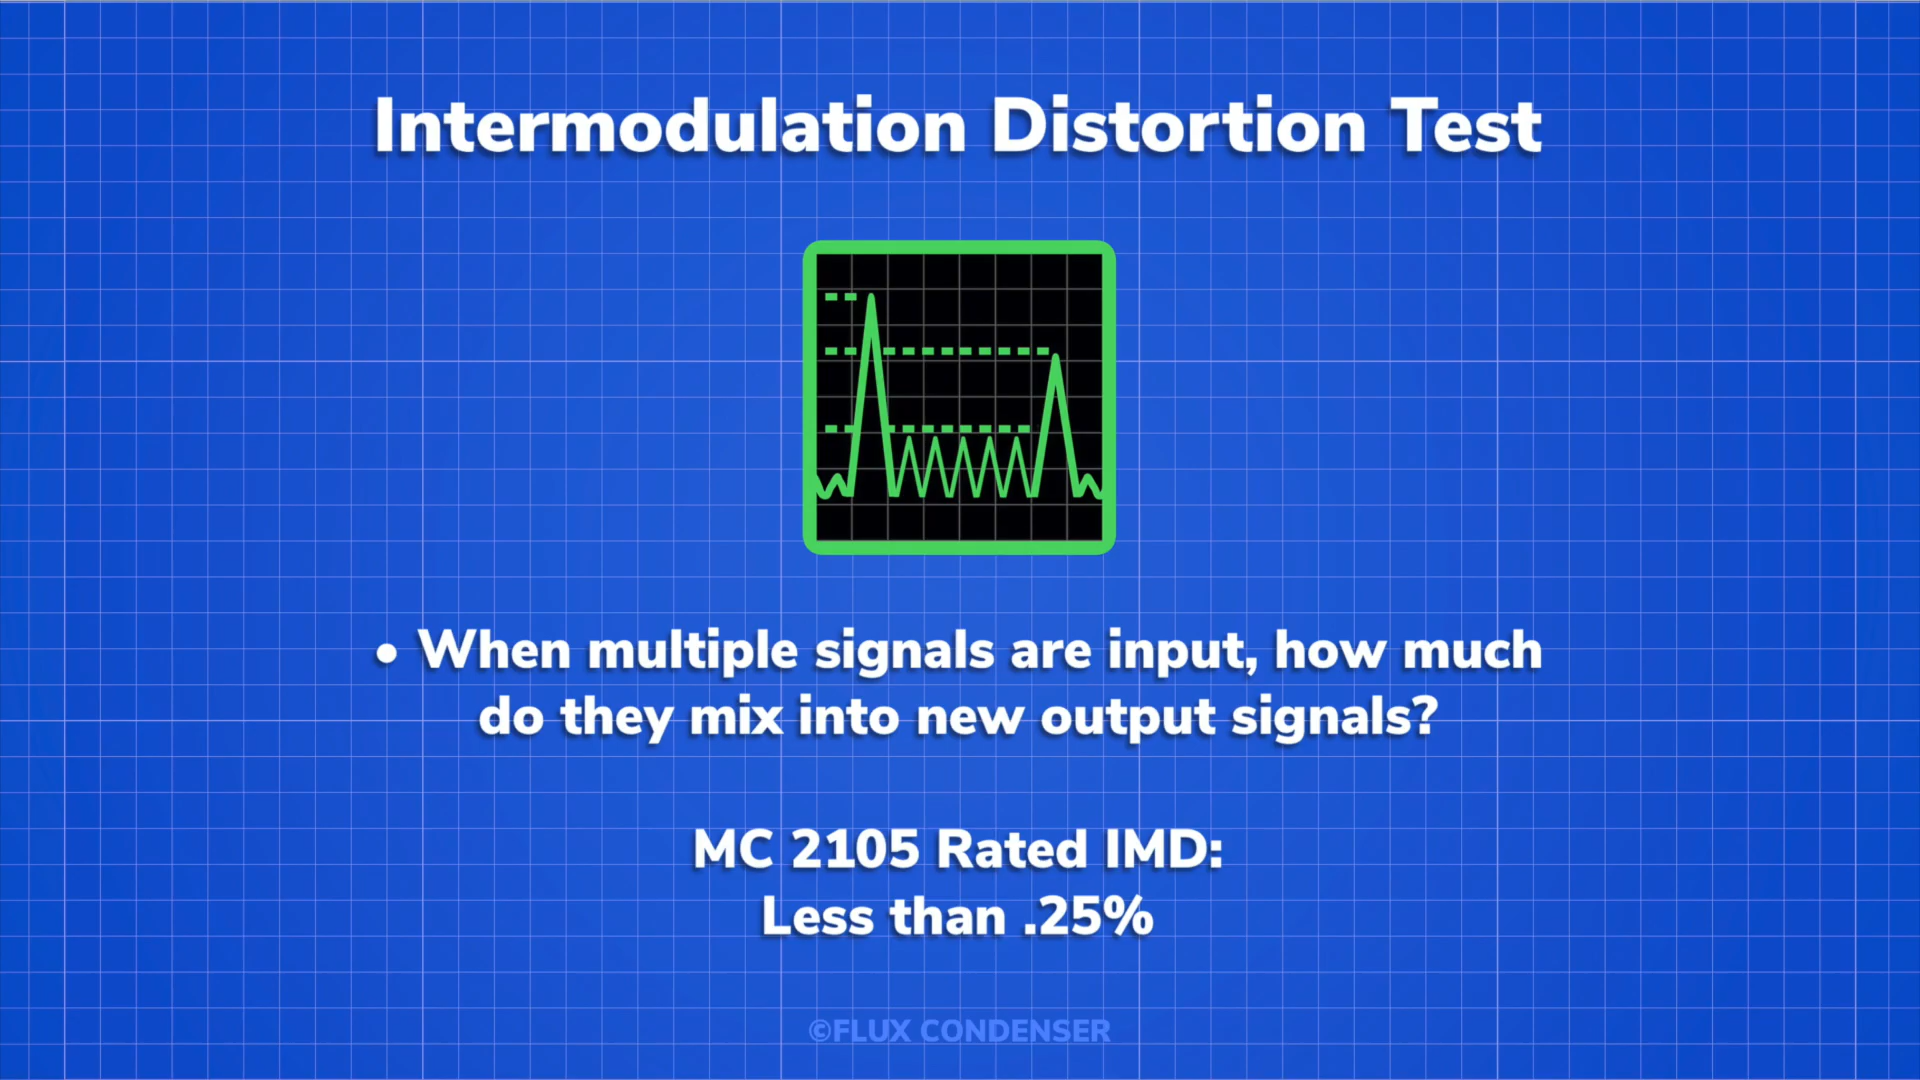 Intermodulation Distortion Test
• When multiple signals are input, how much
do they mix into new output signals?
MC 2105 Rated IMD:
Less than .25%
©FLUX CONDENSER